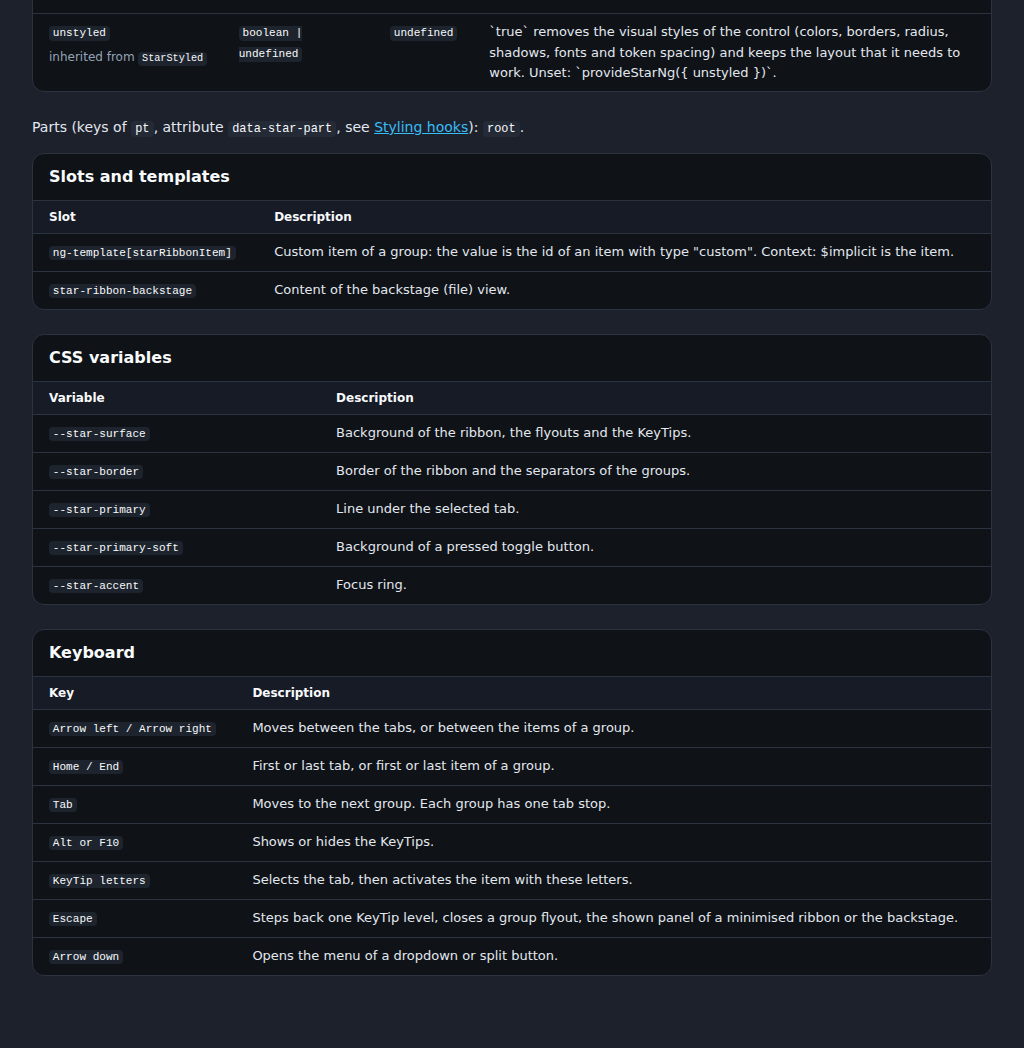 unstyled boolean | undefined `true` removes the visual styles of the control (colors, borders, radius,
inherited from StarStyled undefined shadows, fonts and token spacing) and keeps the layout that it needs to
work. Unset: `provideStarNg({ unstyled })`.
Parts (keys of pt, attribute data-star-part, see Styling hooks): root.
Slots and templates
Slot Description
ng-template[starRibbonItem] Custom item of a group: the value is the id of an item with type "custom". Context: $implicit is the item.
star-ribbon-backstage Content of the backstage (file) view.
CSS variables
Variable Description
--star-surface Background of the ribbon, the flyouts and the KeyTips.
--star-border Border of the ribbon and the separators of the groups.
--star-primary Line under the selected tab.
--star-primary-soft Background of a pressed toggle button.
--star-accent Focus ring.
Keyboard
Key Description
Arrow left / Arrow right Moves between the tabs, or between the items of a group.
Home / End First or last tab, or first or last item of a group.
Tab Moves to the next group. Each group has one tab stop.
Alt or F10 Shows or hides the KeyTips.
KeyTip letters Selects the tab, then activates the item with these letters.
Escape Steps back one KeyTip level, closes a group flyout, the shown panel of a minimised ribbon or the backstage.
Arrow down Opens the menu of a dropdown or split button.